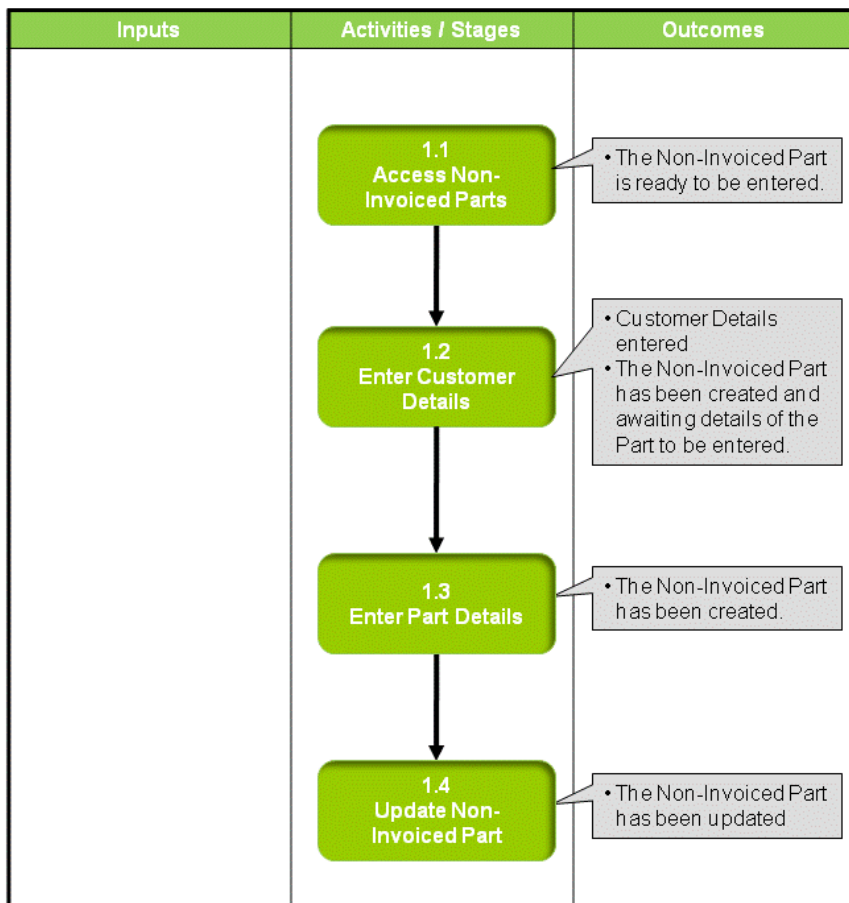 Inputs
Activities / Stages
Outcomes
1.1
Access Non-
Invoiced Parts
• The Non-Invoiced Part
is ready to be entered.
1.2
Enter Customer
Details
• Customer Details
entered
• The Non-Invoiced Part
has been created and
awaiting details of the
Part to be entered.
1.3
Enter Part Details
• The Non-Invoiced Part
has been created.
1.4
Update Non-
Invoiced Part
• The Non-Invoiced Part
has been updated